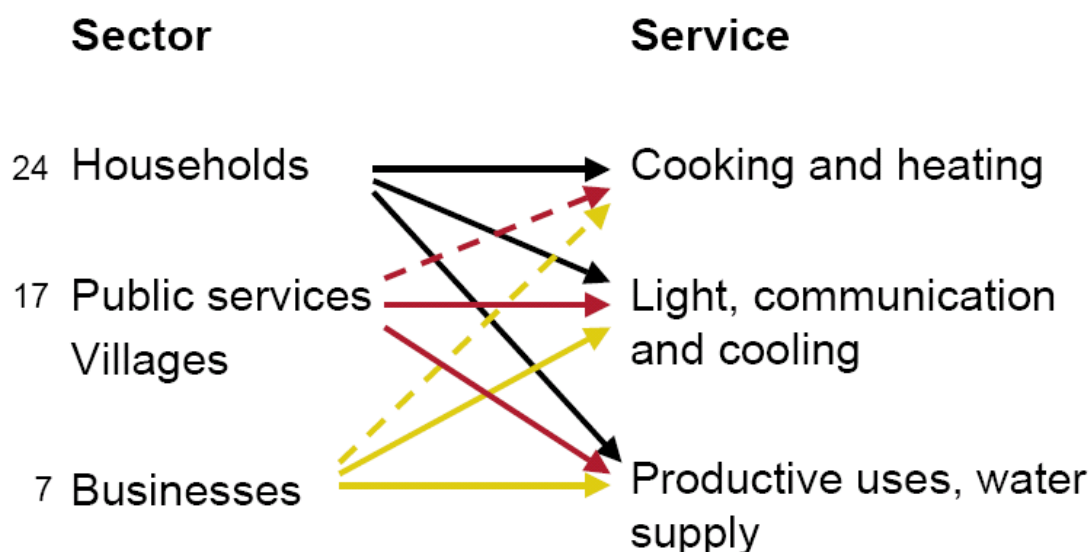 Sector
Service
24 Households
Cooking and heating
17 Public services
Villages
Light, communication
and cooling
7 Businesses
Productive uses, water
supply